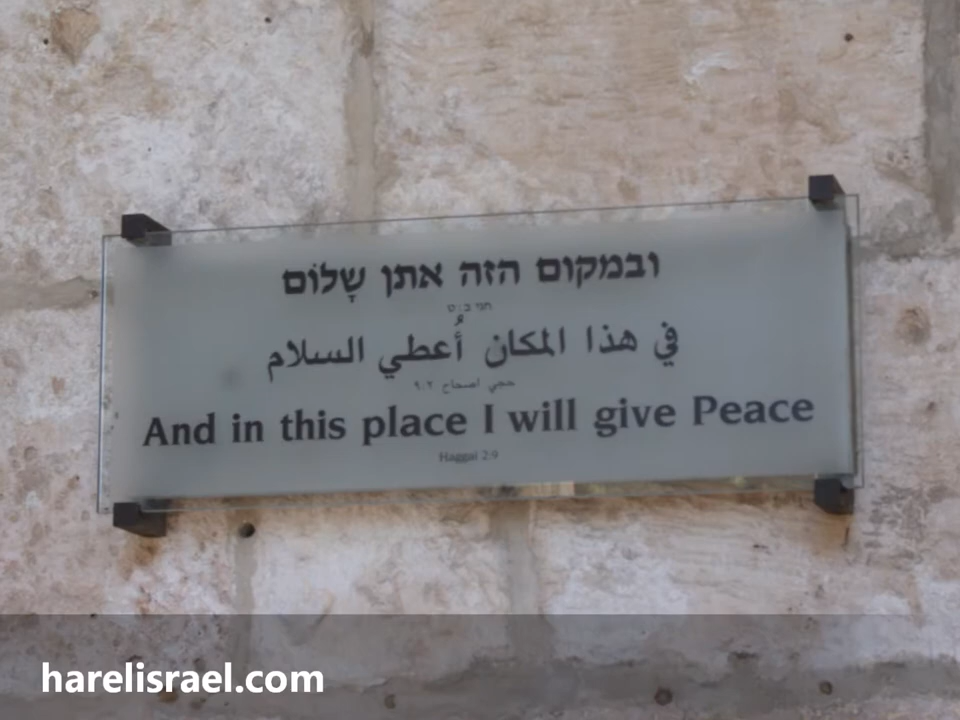 ובמקום הזה אתן שָלוֹם
חגי ב:ט
في هذا المكان أُعطي السلام
حجي اصحاح ٩:٢
And in this place I will give Peace
Haggai 2:9
harelisrael.com